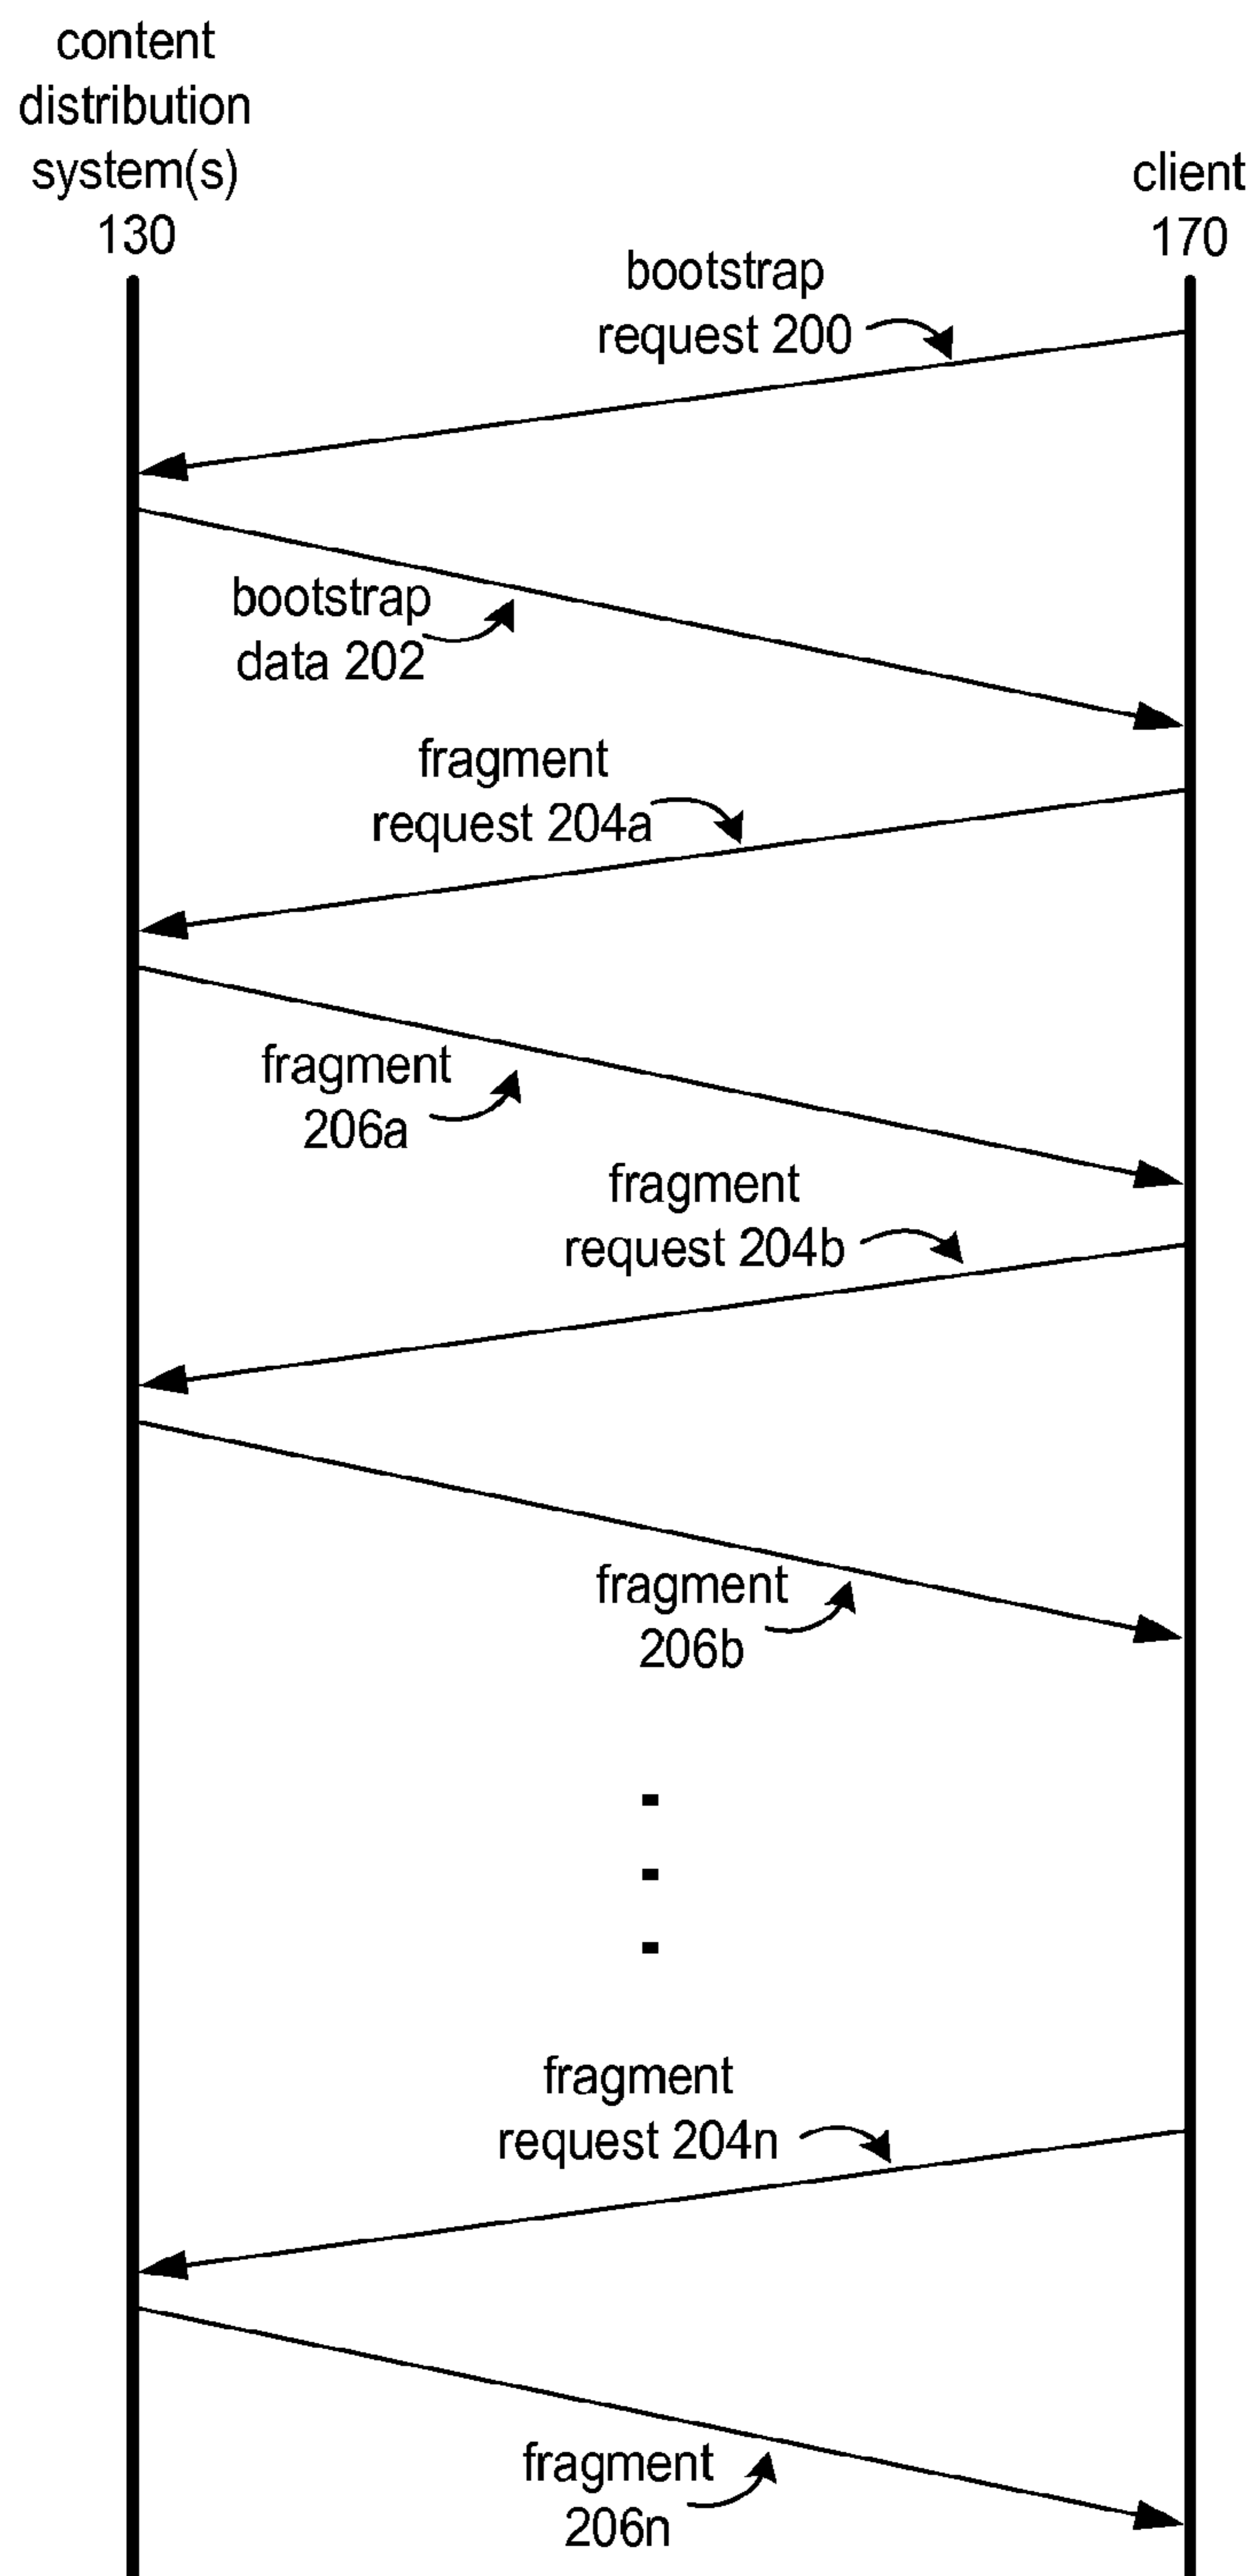 content
distribution
system(s)
130
client
170
bootstrap
request 200
bootstrap
data 202
fragment
request 204a
fragment
206a
fragment
request 204b
fragment
206b
fragment
request 204n
fragment
206n